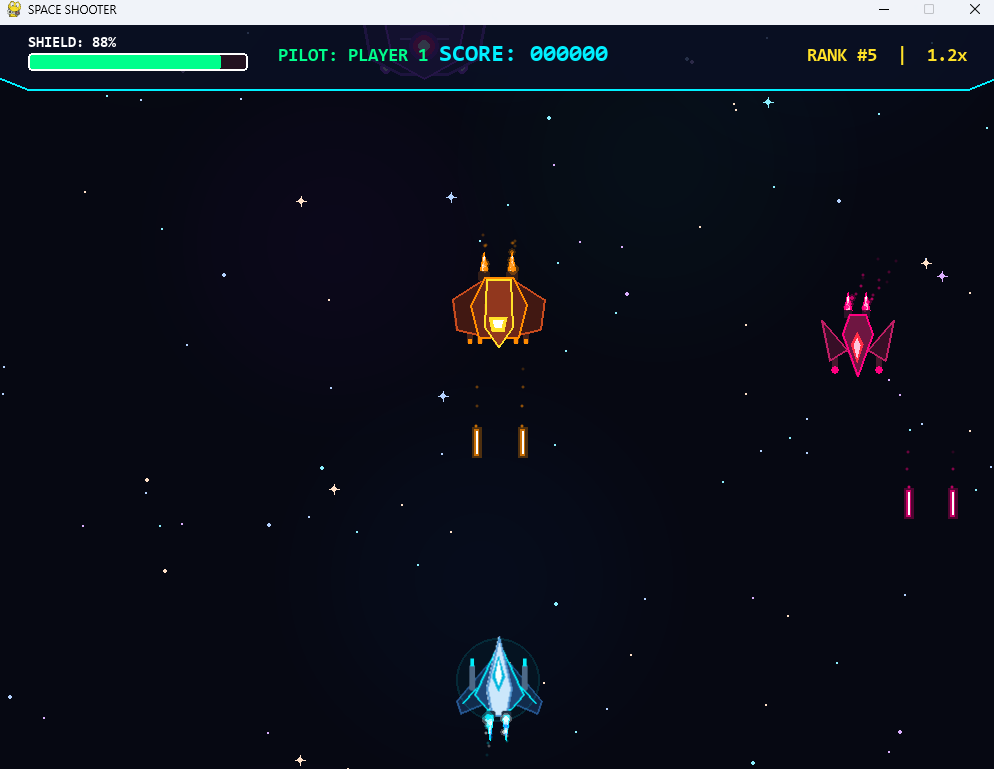 SPACE SHOOTER
SHIELD: 88%
PILOT: PLAYER 1 SCORE: 000000 RANK #5 | 1.2x